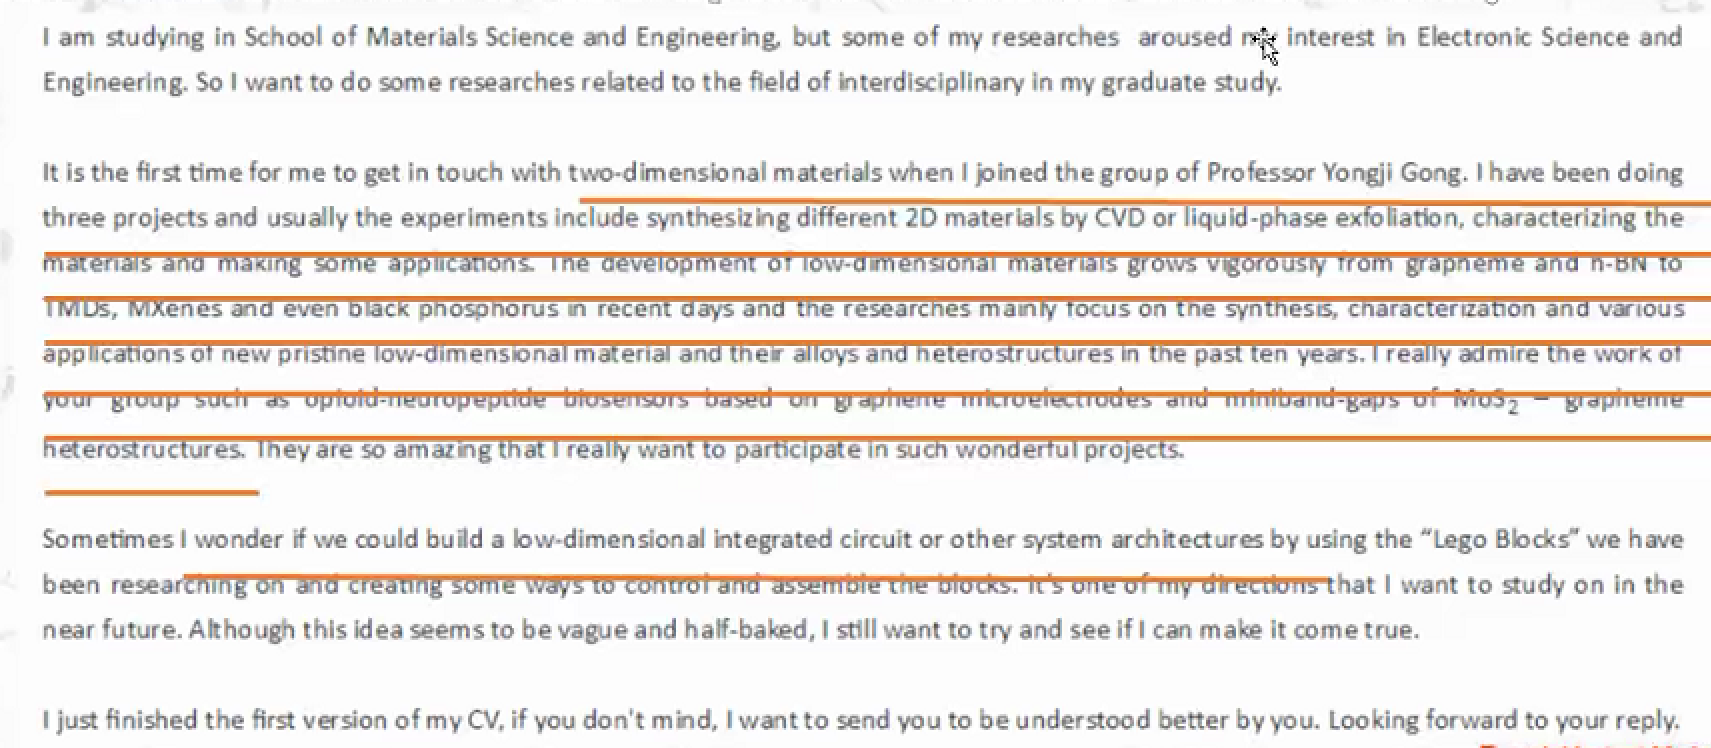 I am studying in School of Materials Science and Engineering, but some of my researches aroused my interest in Electronic Science and
Engineering. So I want to do some researches related to the field of interdisciplinary in my graduate study.
It is the first time for me to get in touch with two-dimensional materials when I joined the group of Professor Yongji Gong. I have been doing
three projects and usually the experiments include synthesizing different 2D materials by CVD or liquid-phase exfoliation, characterizing the
materials and making some applications. The development of low-dimensional materials grows vigorously from grapheme and h-BN to
TMDs, MXenes and even black phosphorus in recent days and the researches mainly focus on the synthesis, characterization and various
applications of new pristine low-dimensional material and their alloys and heterostructures in the past ten years. I really admire the work of
your group such as opioid-neuropeptide biosensors based on graphene microelectrodes and miniband-gaps of MoS₂ – grapheme
heterostructures. They are so amazing that I really want to participate in such wonderful projects.
Sometimes I wonder if we could build a low-dimensional integrated circuit or other system architectures by using the “Lego Blocks” we have
been researching on and creating some ways to control and assemble the blocks. It's one of my directions that I want to study on in the
near future. Although this idea seems to be vague and half-baked, I still want to try and see if I can make it come true.
I just finished the first version of my CV, if you don't mind, I want to send you to be understood better by you. Looking forward to your reply.